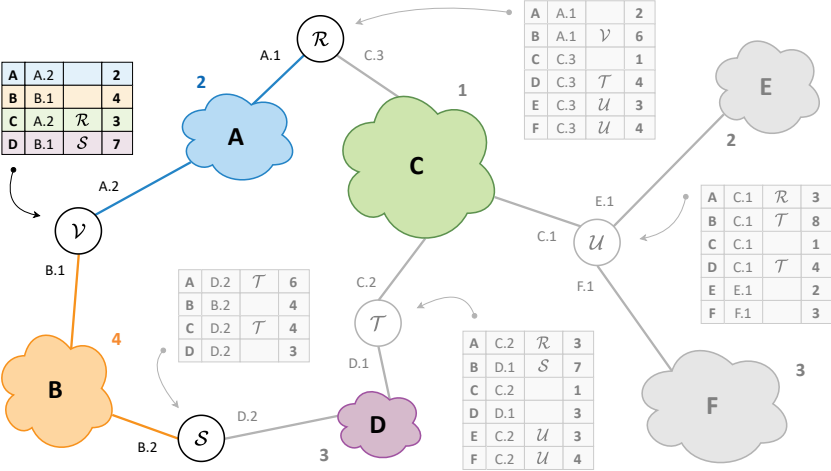 R
A.1
C.3
A A.1 2
B A.1 V 6
C C.3 1
D C.3 T 4
E C.3 U 3
F C.3 U 4
A A.2 2
B B.1 4
C A.2 R 3
D B.1 S 7
2
A
1
C
E
2
A.2
V
B.1
E.1
C.1
U
F.1
A C.1 R 3
B C.1 T 8
C C.1 1
D C.1 T 4
E E.1 2
F F.1 3
A D.2 T 6
B B.2 4
C D.2 T 4
D D.2 3
C.2
T
D.1
A C.2 R 3
B D.1 S 7
C C.2 1
D D.1 3
E C.2 U 3
F C.2 U 4
4
B
B.2
S
D.2
D
3
3
F